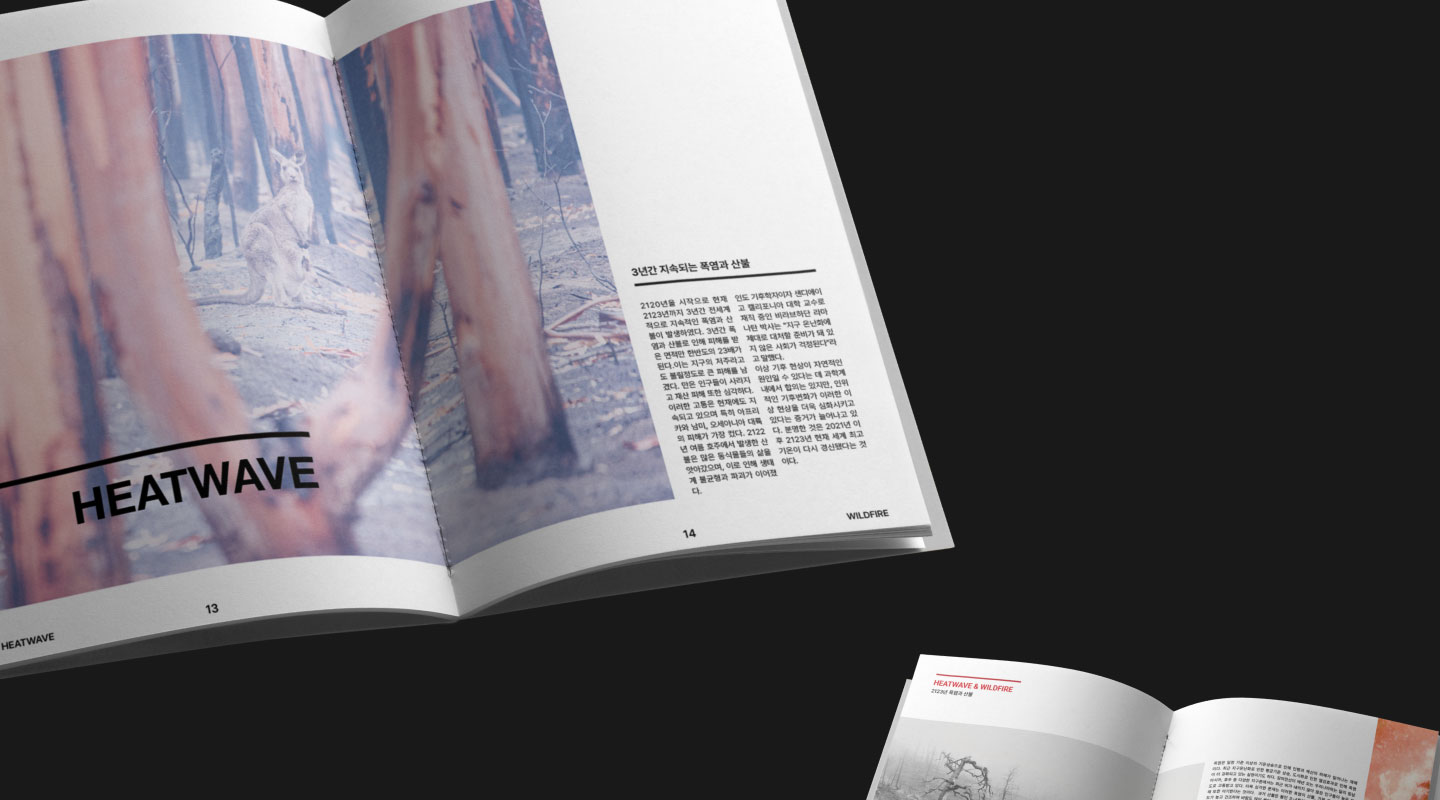 HEATWAVE
13
HEATWAVE
3년간 지속되는 폭염과 산불
2120년을 시작으로 현재
2123년까지 3년간 전세계
적으로 지속적인 폭염과 산
불이 발생하였다. 3년간 폭
염과 산불로 인해 피해를 받
은 면적만 한반도의 23배가
된다.이는 지구의 저주라고
도 불릴정도로 큰 피해를 남
겼다. 만은 인구들이 사라지
고 재산 피해 또한 심각하다.
이러한 고통은 현재에도 지
속되고 있으며 특히 아프리
카와 남미, 오세아니아 대륙
의 피해가 가장 컸다. 2122
년 여름 호주에서 발생한 산
불은 많은 동식물들의 삶을
앗아갔으며, 이로 인해 생태
계 불균형과 파괴가 이어졌
다.
인도 기후학자이자 샌디에이
고 캘리포니아 대학 교수로
재직 중인 비라브하단 라마
나탄 박사는 "지구 온난화에
제대로 대처할 준비가 돼 있
지 않은 사회가 걱정된다"라
고 말했다.
이상 기후 현상이 자연적인
원인일 수 있다는 데 과학계
내에서 합의는 있지만, 인위
적인 기후변화가 이러한 이
상 현상을 더욱 심화시키고
있다는 증거가 늘어나고 있
다. 분명한 것은 2021년 이
후 2123년 현재 세계 최고
기온이 다시 경신됐다는 것
이다.
14
WILDFIRE
HEATWAVE & WILDFIRE
2123년 폭염과 산불